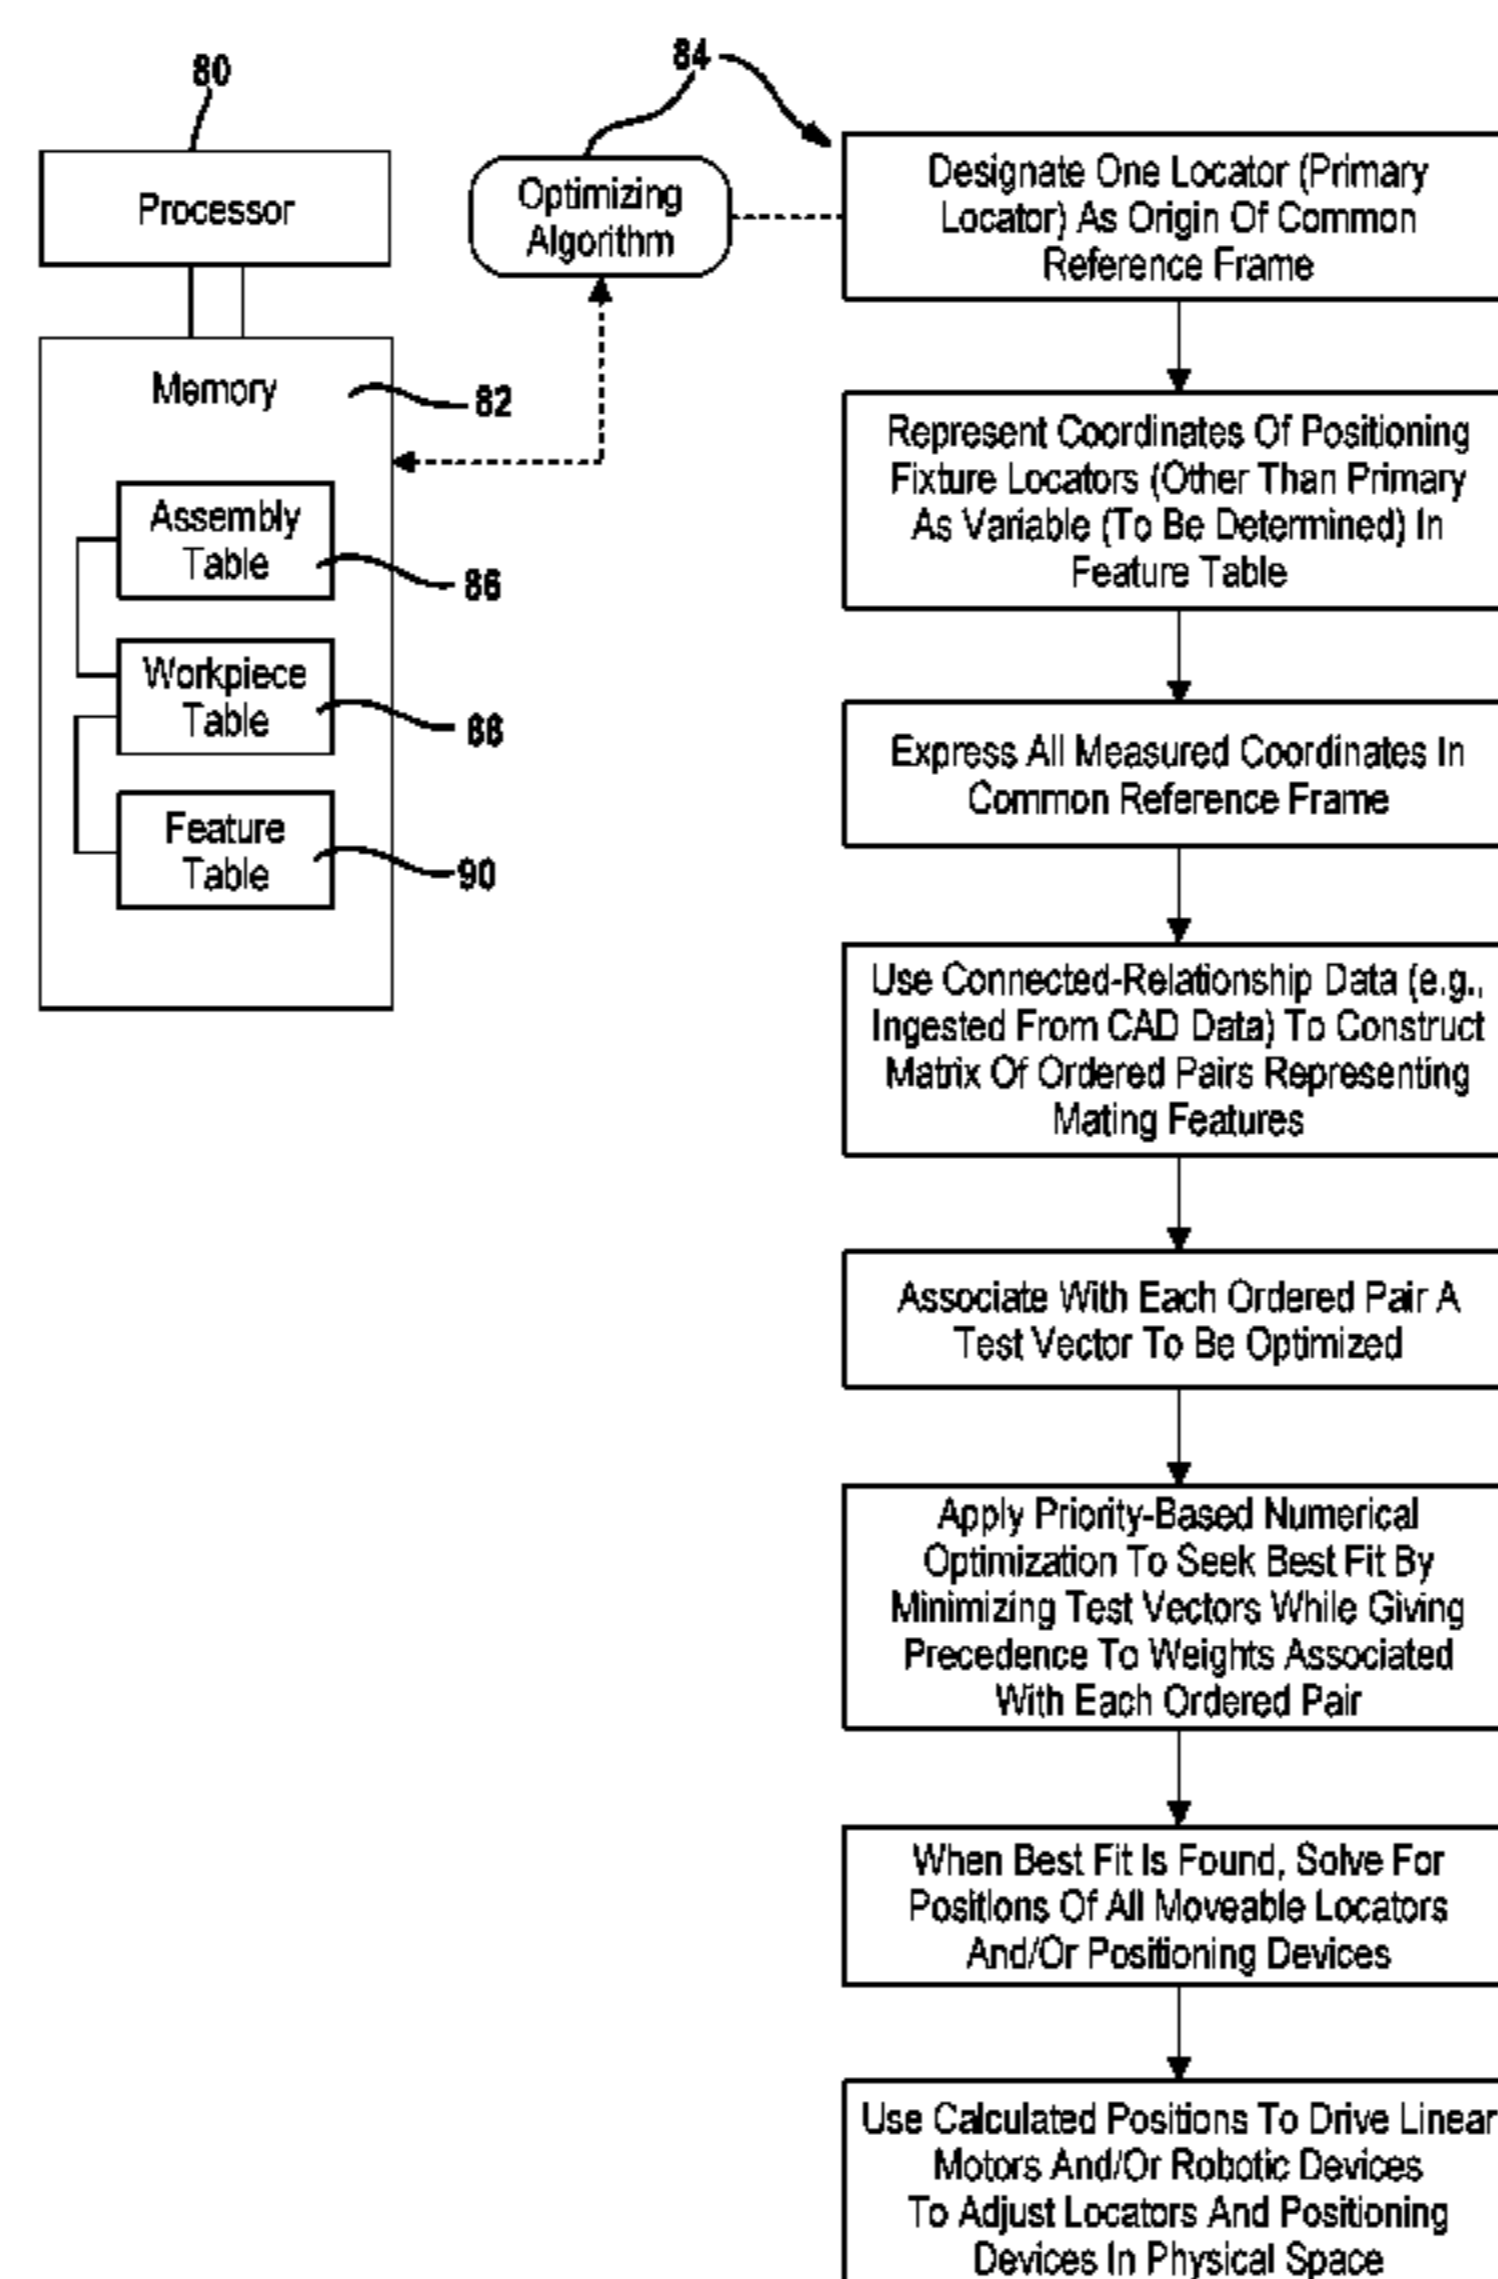 80
Processor
Memory
82
Assembly
Table
86
Workpiece
Table
88
Feature
Table
90
84
Optimizing
Algorithm
Designate One Locator (Primary
Locator) As Origin Of Common
Reference Frame
Represent Coordinates Of Positioning
Fixture Locators (Other Than Primary
As Variable (To Be Determined) In
Feature Table
Express All Measured Coordinates In
Common Reference Frame
Use Connected-Relationship Data (e.g.,
Ingested From CAD Data) To Construct
Matrix Of Ordered Pairs Representing
Mating Features
Associate With Each Ordered Pair A
Test Vector To Be Optimized
Apply Priority-Based Numerical
Optimization To Seek Best Fit By
Minimizing Test Vectors While Giving
Precedence To Weights Associated
With Each Ordered Pair
When Best Fit Is Found, Solve For
Positions Of All Moveable Locators
And/Or Positioning Devices
Use Calculated Positions To Drive Linear
Motors And/Or Robotic Devices
To Adjust Locators And Positioning
Devices In Physical Space